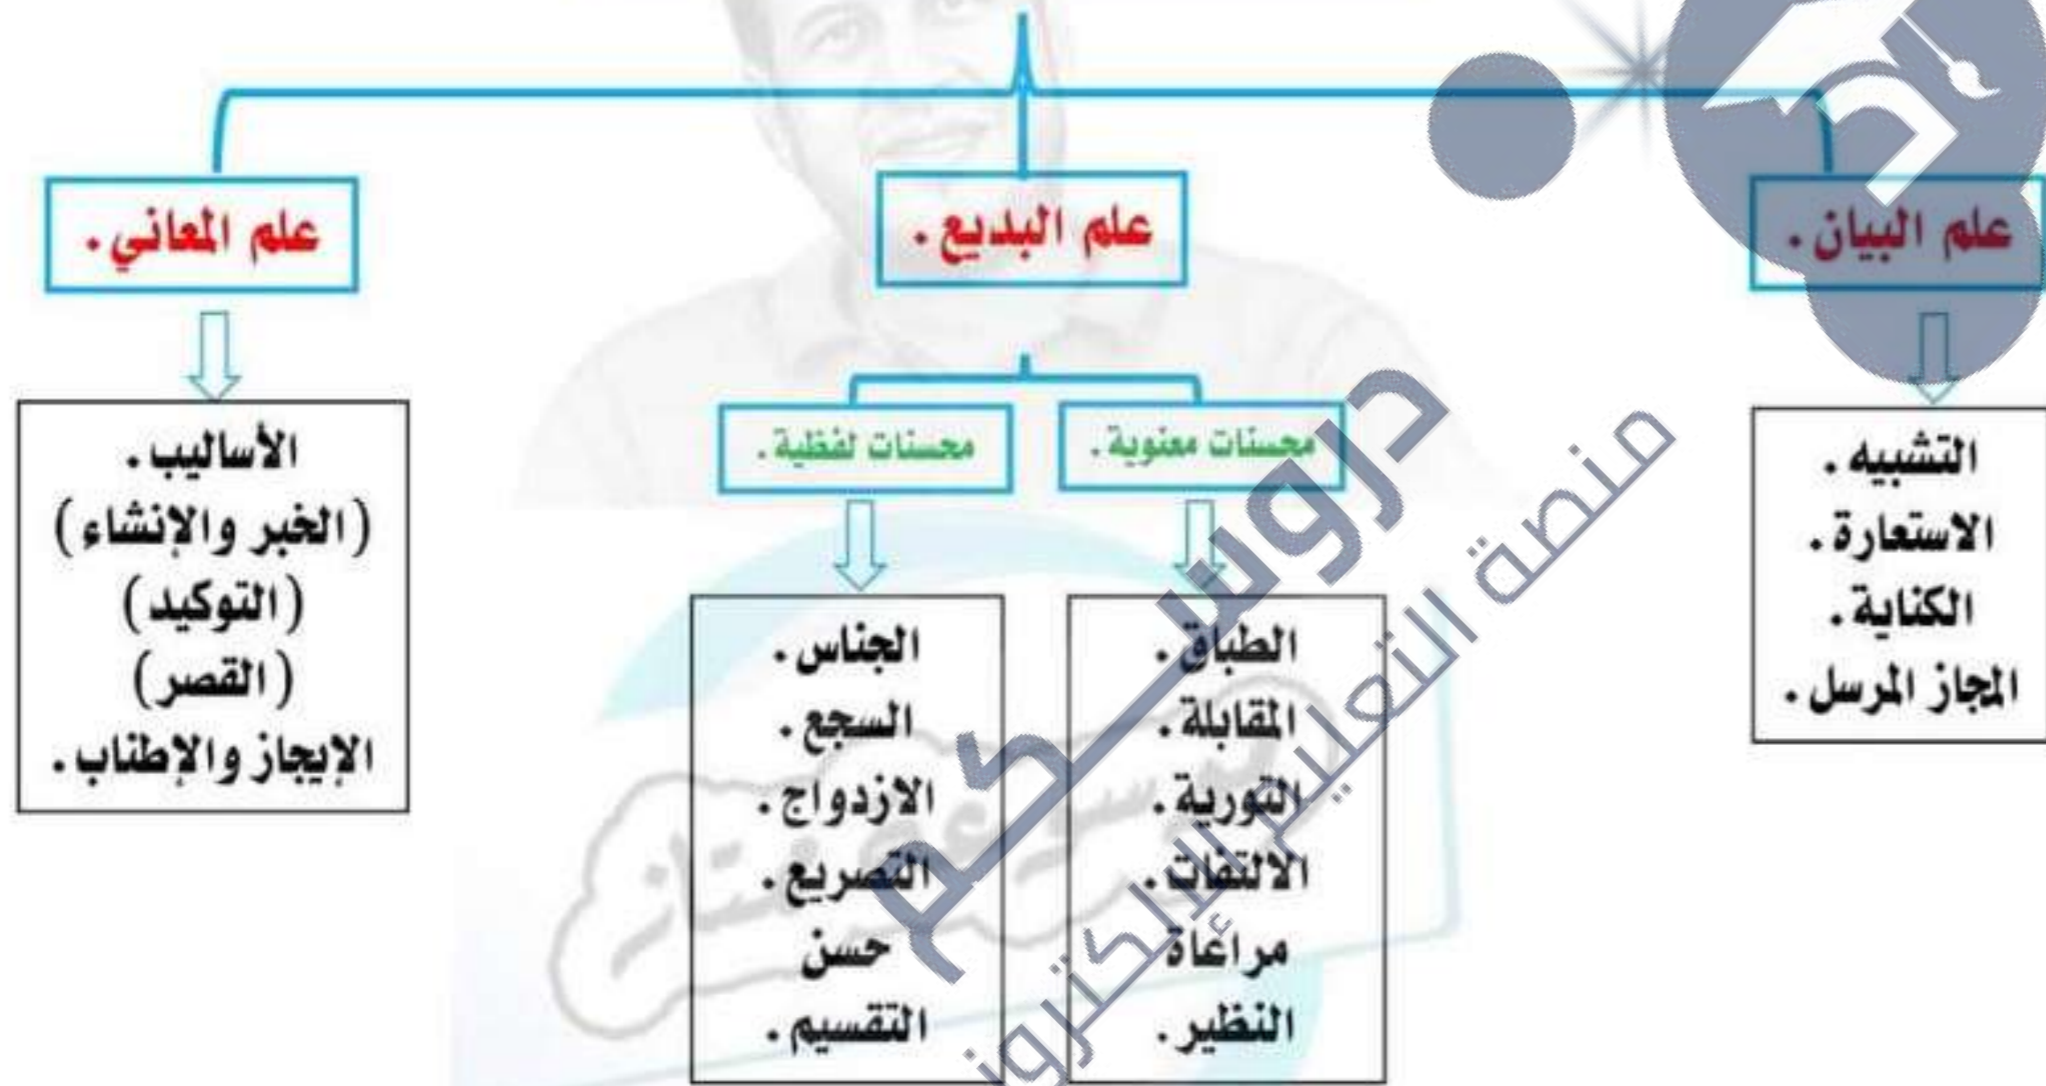 علم البيان.
علم البديع.
علم المعاني.
التشبيه.
الاستعارة.
الكناية.
المجاز المرسل.
محسنات معنوية.
محسنات لفظية.
الطباق.
المقابلة.
التورية.
الالتفات.
مراعاة
النظير.
الجناس.
السجع.
الازدواج.
التصريع.
حسن
التقسيم.
الأساليب.
(الخبر والإنشاء)
(التوكيد)
(القصر)
الإيجاز والإطناب.
دروسكم
منصة التعليم الإلكتروني